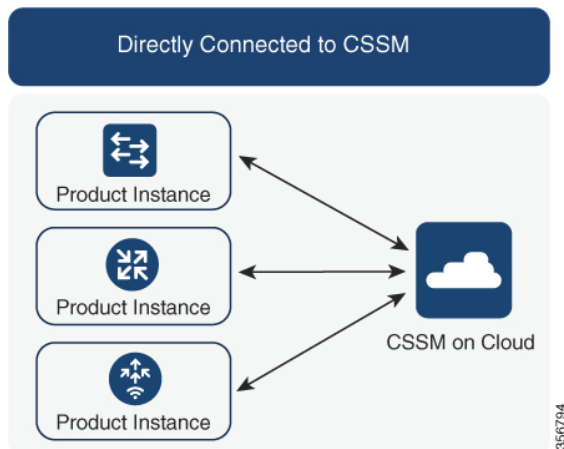 Directly Connected to CSSM
Product Instance
Product Instance
CSSM on Cloud
Product Instance
356794